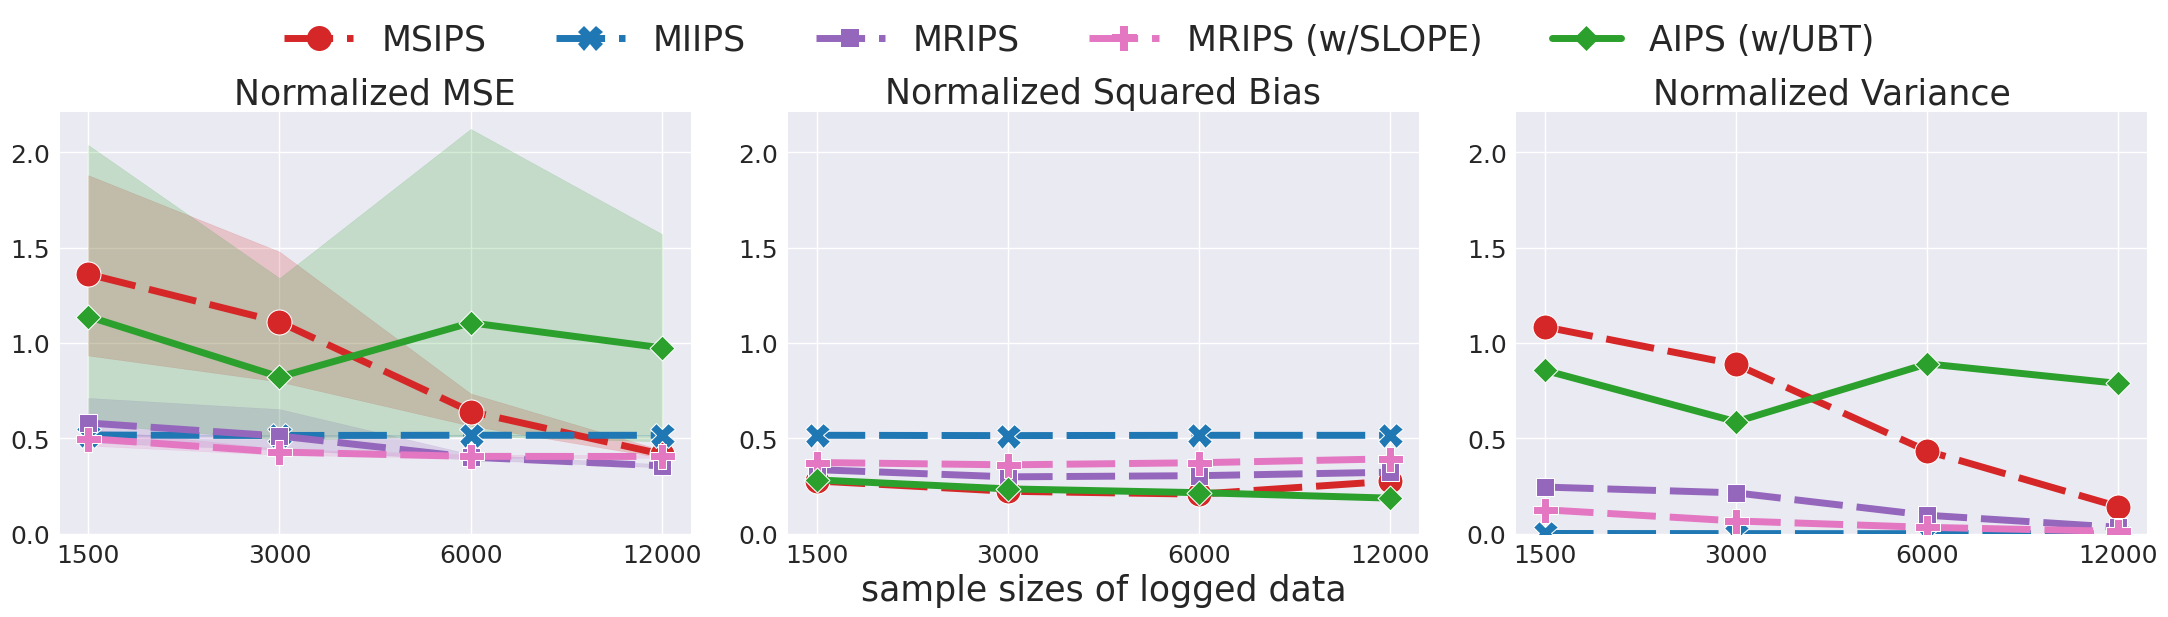 MSIPS MIIPS MRIPS MRIPS (w/SLOPE) AIPS (w/UBT)
Normalized MSE Normalized Squared Bias Normalized Variance
2.0 2.0 2.0
1.5 1.5 1.5
1.0 1.0 1.0
0.5 0.5 0.5
0.0 0.0 0.0
1500 3000 6000 12000 1500 3000 6000 12000 1500 3000 6000 12000
sample sizes of logged data